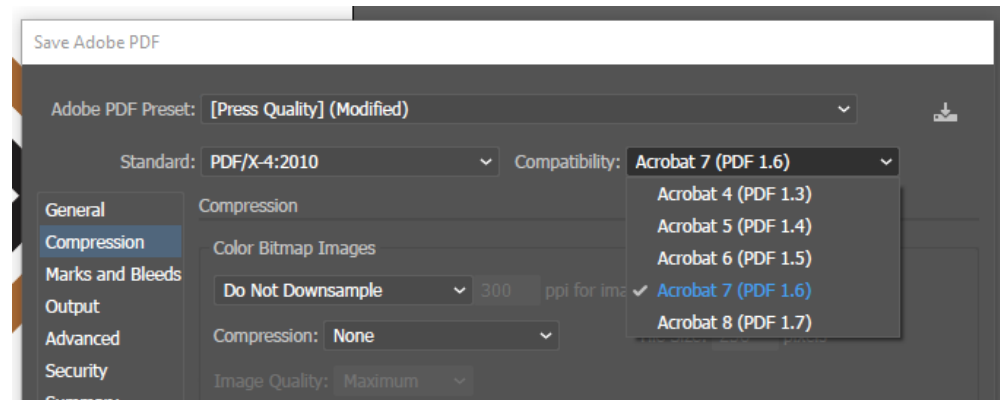 Save Adobe PDF
Adobe PDF Preset: [Press Quality] (Modified)
Standard: PDF/X-4:2010 Compatibility: Acrobat 7 (PDF 1.6)
Acrobat 4 (PDF 1.3)
Acrobat 5 (PDF 1.4)
Acrobat 6 (PDF 1.5)
Acrobat 7 (PDF 1.6)
Acrobat 8 (PDF 1.7)
General
Compression
Marks and Bleeds
Output
Advanced
Security
Compression
Color Bitmap Images
Do Not Downsample 300 ppi for
Compression: None
Image Quality: Maximum